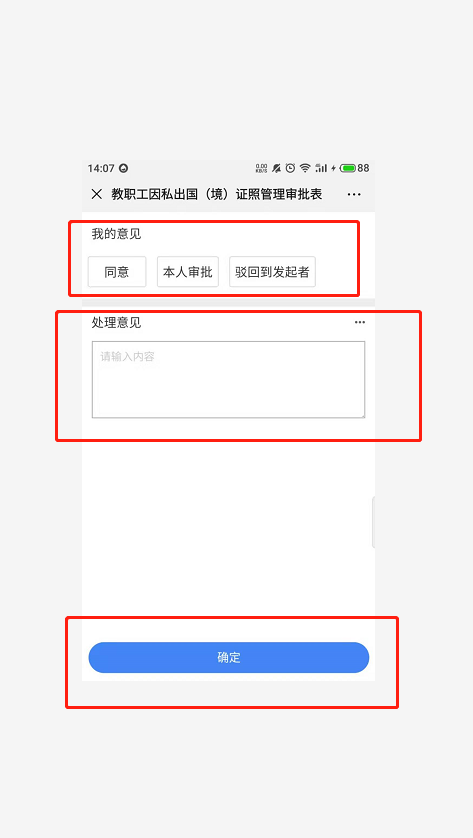 14:07 0.00 KB/S 4G 88
教职工因私出国（境）证照管理审批表
我的意见
同意 本人审批 驳回到发起者
处理意见
请输入内容
确定